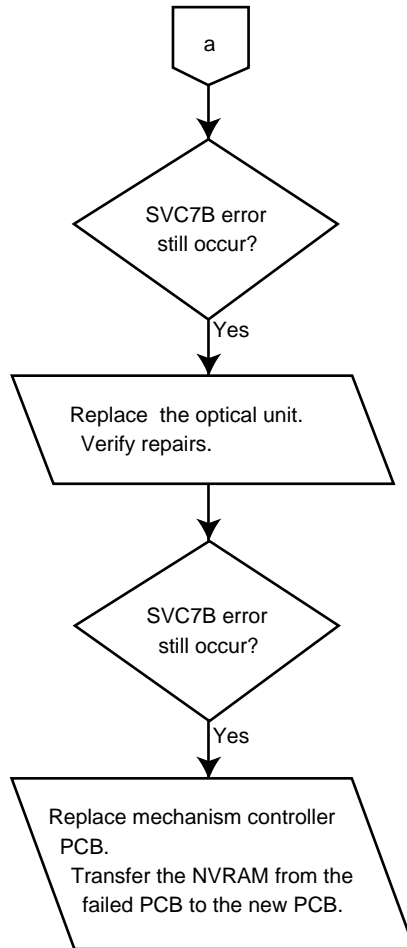 a
SVC7B error
still occur?
Yes
Replace the optical unit.
Verify repairs.
SVC7B error
still occur?
Yes
Replace mechanism controller
PCB.
Transfer the NVRAM from the
failed PCB to the new PCB.